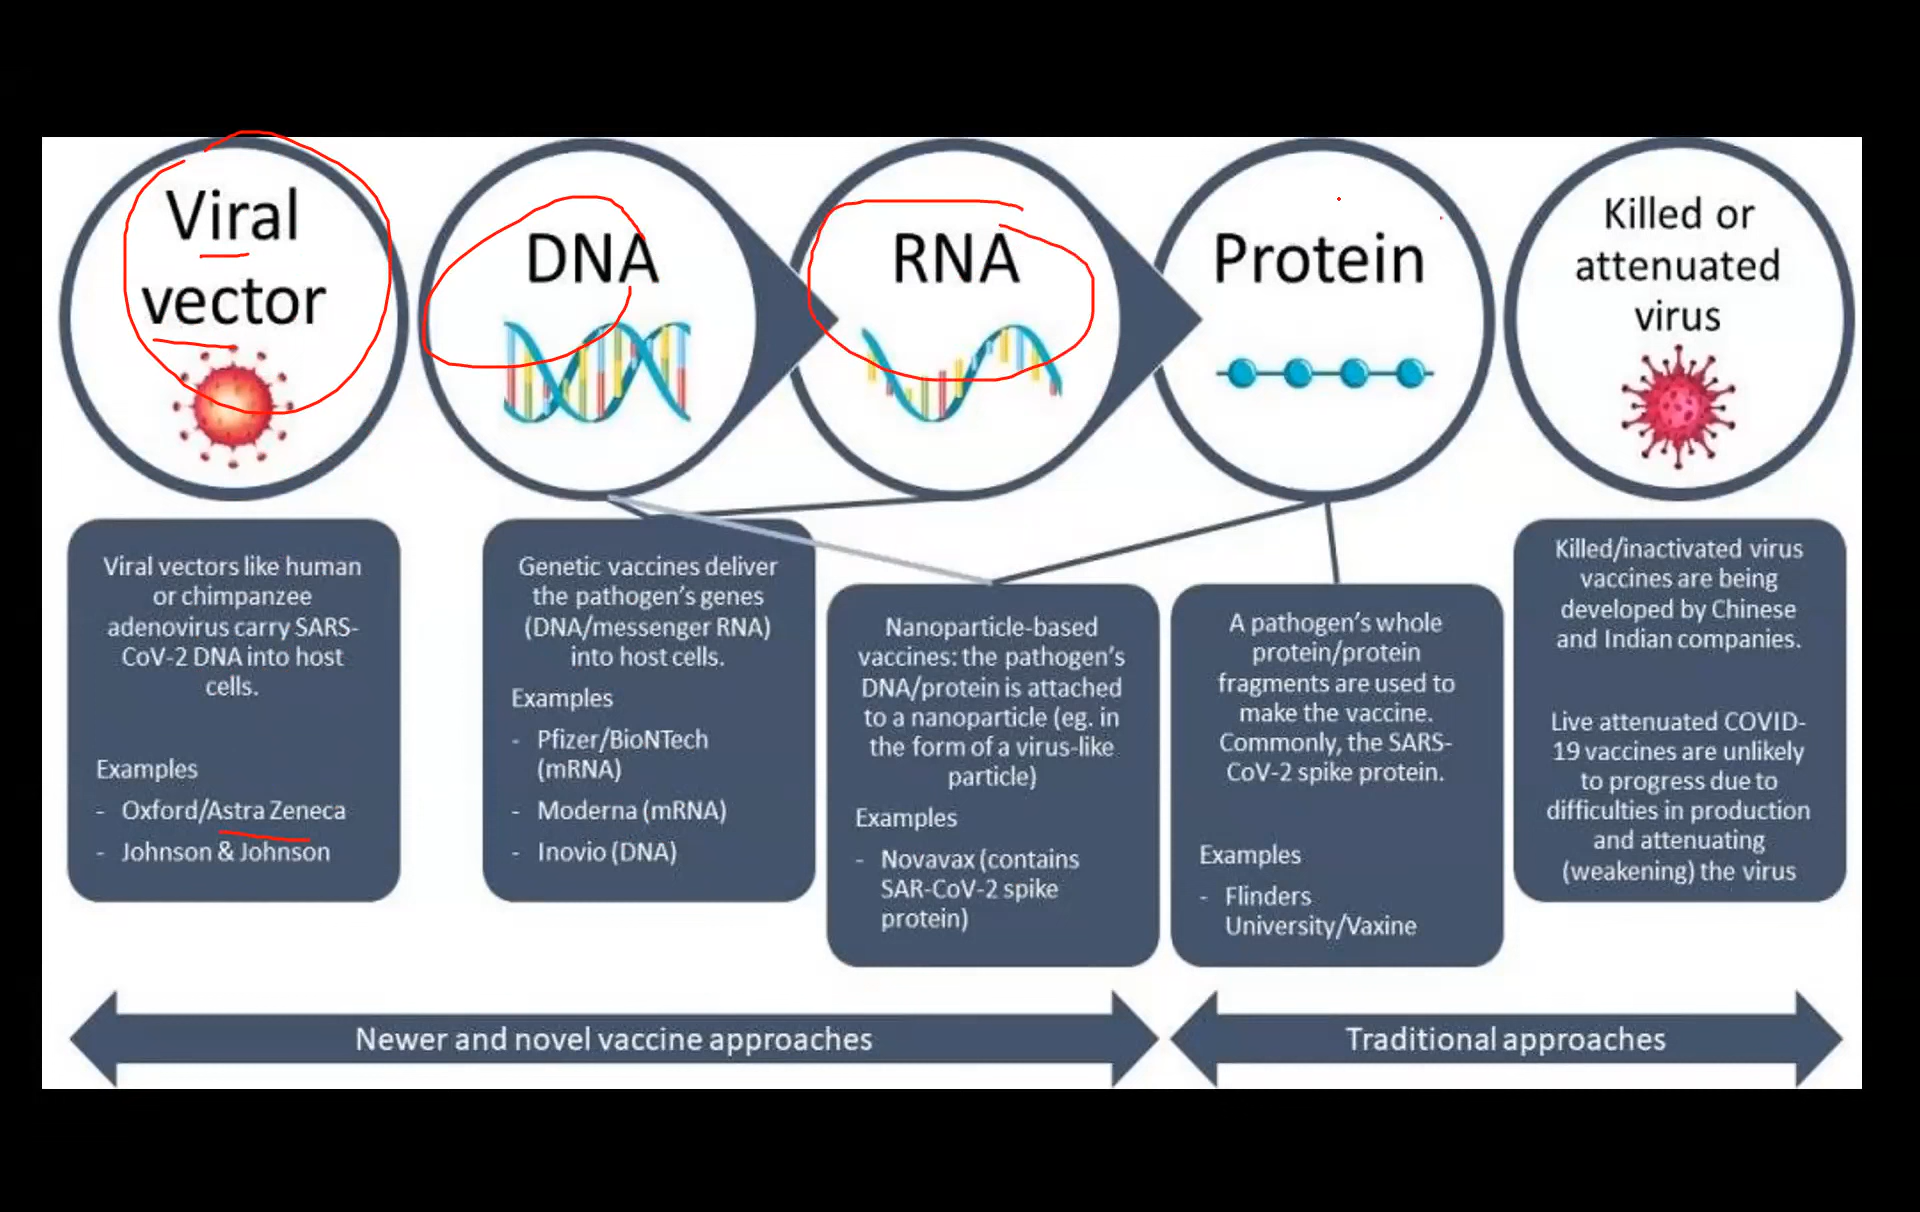 Viral
vector
DNA
RNA
Protein
Killed or
attenuated
virus
Viral vectors like human
or chimpanzee
adenovirus carry SARS-
CoV-2 DNA into host
cells.
Examples
- Oxford/Astra Zeneca
- Johnson & Johnson
Genetic vaccines deliver
the pathogen's genes
(DNA/messenger RNA)
into host cells.
Examples
- Pfizer/BioNTech
(mRNA)
- Moderna (mRNA)
- Inovio (DNA)
Nanoparticle-based
vaccines: the pathogen's
DNA/protein is attached
to a nanoparticle (eg. in
the form of a virus-like
particle)
Examples
- Novavax (contains
SAR-CoV-2 spike
protein)
A pathogen's whole
protein/protein
fragments are used to
make the vaccine.
Commonly, the SARS-
CoV-2 spike protein.
Examples
- Flinders
University/Vaxine
Killed/inactivated virus
vaccines are being
developed by Chinese
and Indian companies.
Live attenuated COVID-
19 vaccines are unlikely
to progress due to
difficulties in production
and attenuating
(weakening) the virus
Newer and novel vaccine approaches
Traditional approaches